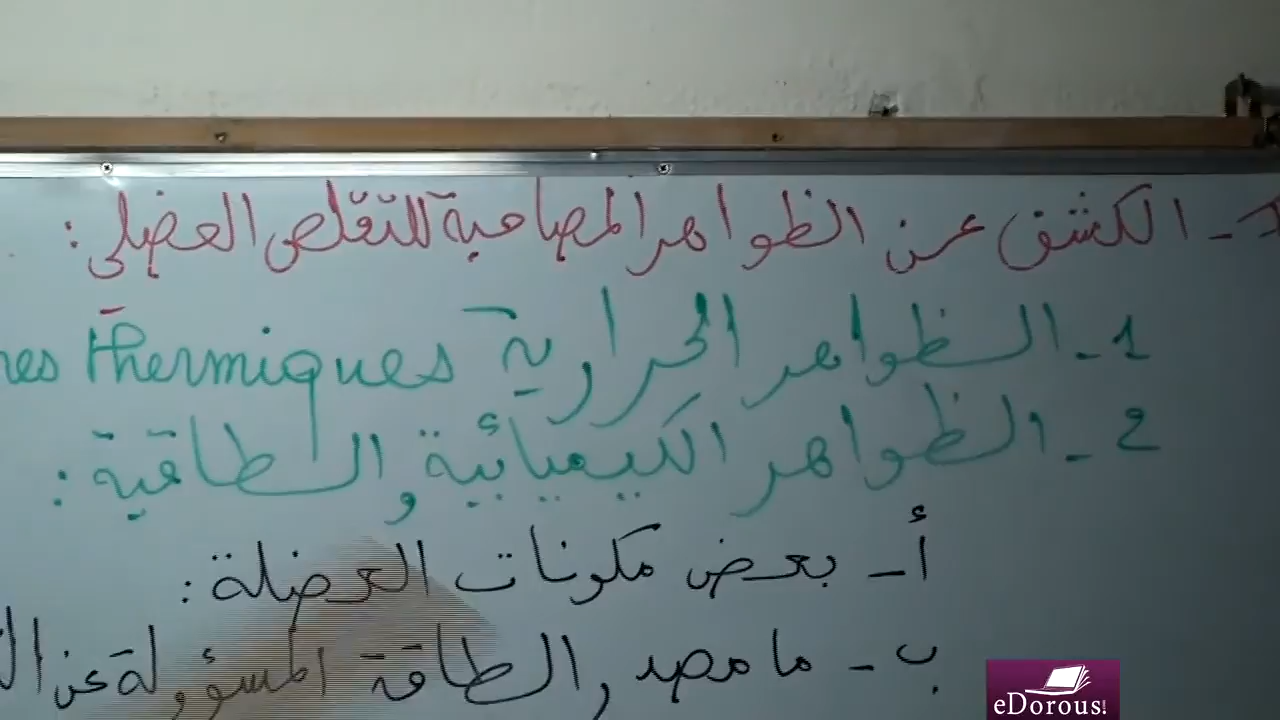 I - الكشف عن الظواهر المصاحبة للتقلص العضلي :
1 - الظواهر الحرارية Thermiques
2 - الظواهر الكيميائية والطاقية :
أ - بعض مكونات العضلة :
ب - ما مصدر الطاقة المسؤولة عن
eDorous!